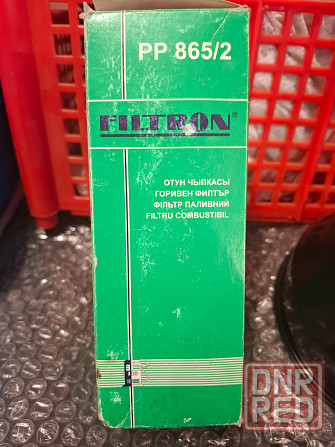 PP 865/2
FILTRON®
ОТУН ЧЫПКАСЫ
ГОРИВЕН ФИЛТЪР
ФІЛЬТР ПАЛИВНИЙ
FILTRU COMBUSTIBIL
DNR
RED